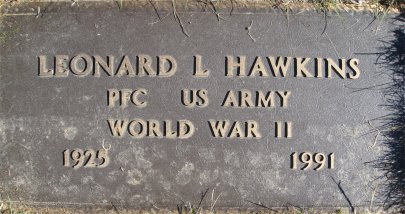 LEONARD L HAWKINS
PFC US ARMY
WORLD WAR II
1925 1991